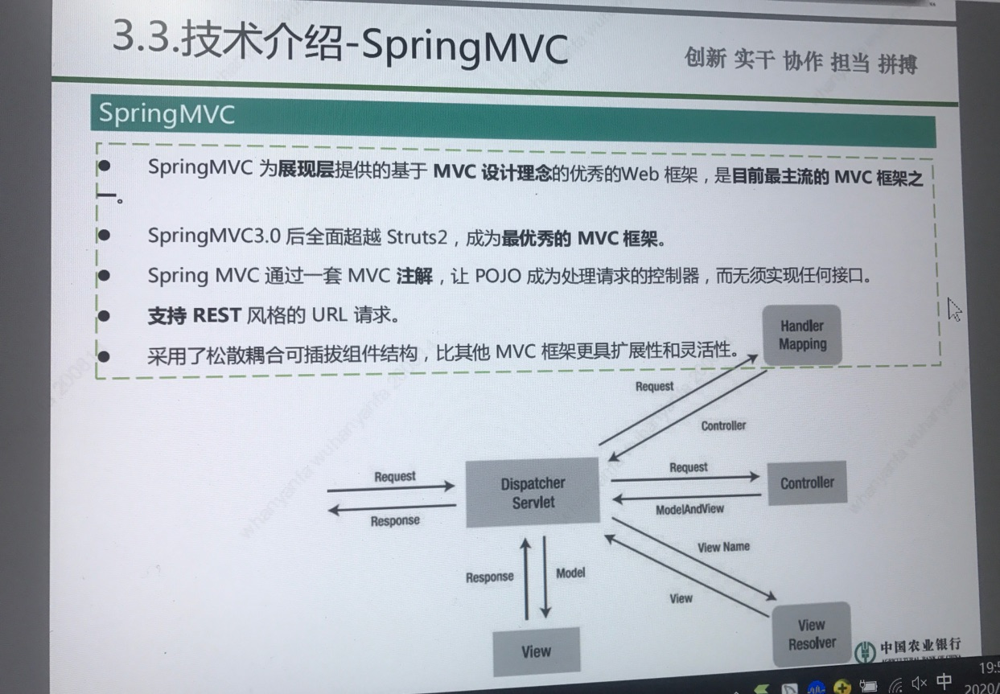 3.3.技术介绍-SpringMVC
创新 实干 协作 担当 拼搏
SpringMVC
● SpringMVC 为展现层提供的基于 MVC 设计理念的优秀的Web 框架，是目前最主流的 MVC 框架之
一。
● SpringMVC3.0 后全面超越 Struts2，成为最优秀的 MVC 框架。
● Spring MVC 通过一套 MVC 注解，让 POJO 成为处理请求的控制器，而无须实现任何接口。
● 支持 REST 风格的 URL 请求。
● 采用了松散耦合可插拔组件结构，比其他 MVC 框架更具扩展性和灵活性。
Handler
Mapping
Request
Controller
Request
Response
Dispatcher
Servlet
Request
ModelAndView
Controller
View Name
View
Response
Model
View
View
Resolver
中国农业银行
中